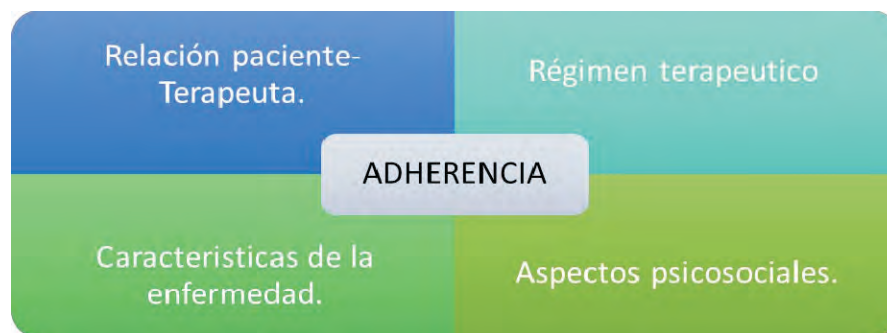 Relación paciente-
Terapeuta.
Régimen terapeutico
ADHERENCIA
Caracteristicas de la
enfermedad.
Aspectos psicosociales.